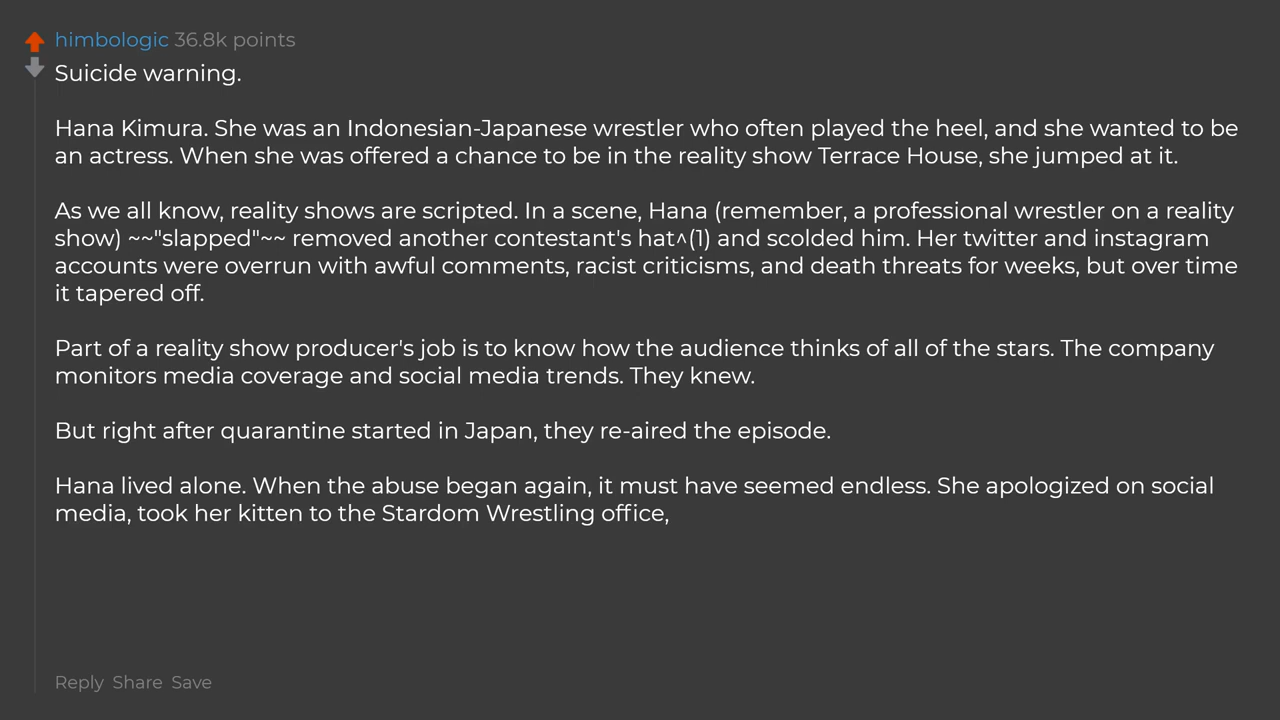 himbologic 36.8k points
Suicide warning.
Hana Kimura. She was an Indonesian-Japanese wrestler who often played the heel, and she wanted to be
an actress. When she was offered a chance to be in the reality show Terrace House, she jumped at it.
As we all know, reality shows are scripted. In a scene, Hana (remember, a professional wrestler on a reality
show) ~~"slapped"~~ removed another contestant's hat^(1) and scolded him. Her twitter and instagram
accounts were overrun with awful comments, racist criticisms, and death threats for weeks, but over time
it tapered off.
Part of a reality show producer's job is to know how the audience thinks of all of the stars. The company
monitors media coverage and social media trends. They knew.
But right after quarantine started in Japan, they re-aired the episode.
Hana lived alone. When the abuse began again, it must have seemed endless. She apologized on social
media, took her kitten to the Stardom Wrestling office,
Reply Share Save